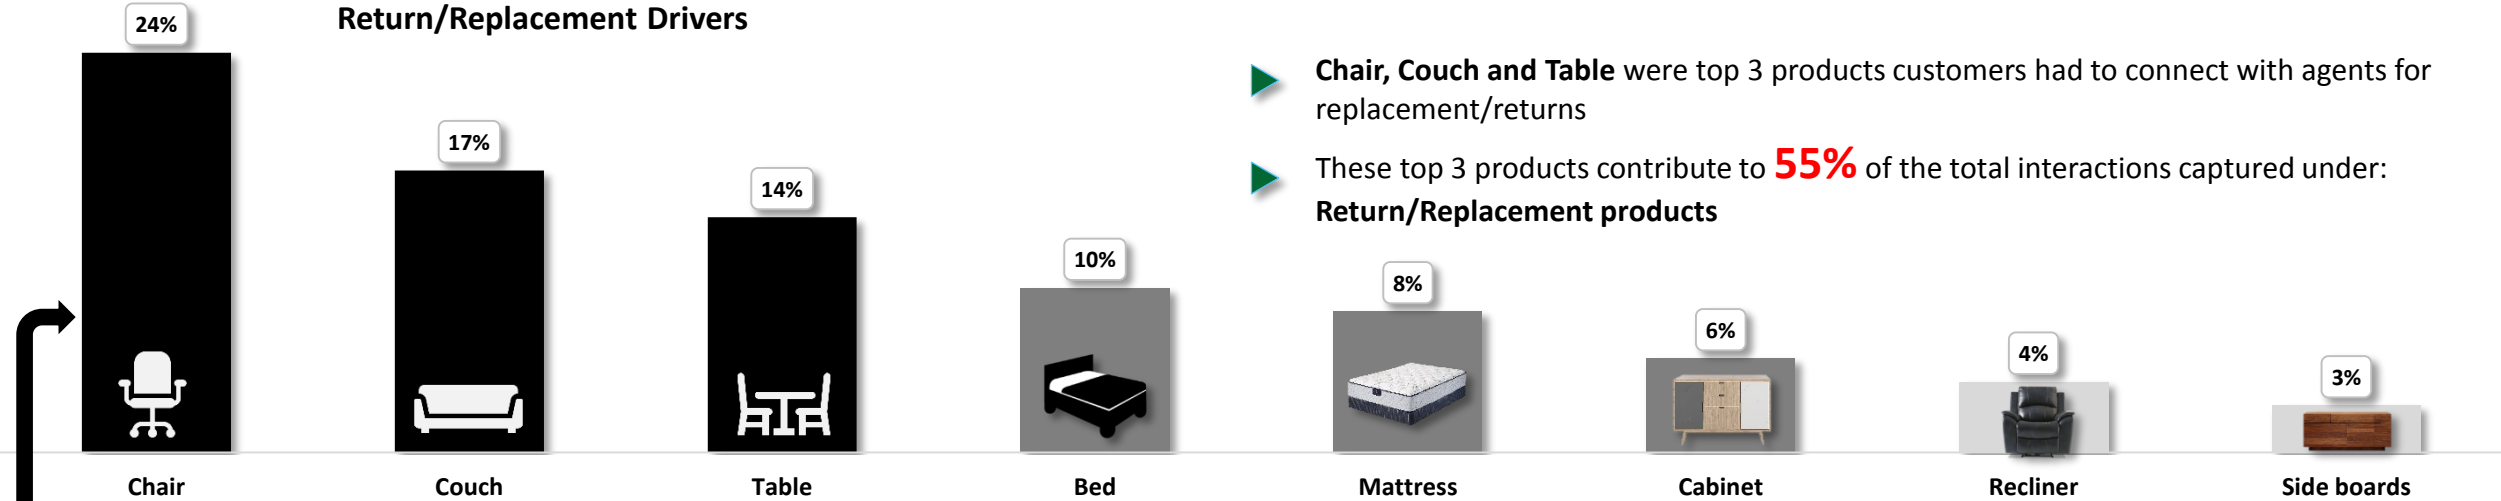 Return/Replacement Drivers
24%
17%
14%
10%
8%
6%
4%
3%
Chair, Couch and Table were top 3 products customers had to connect with agents for
replacement/returns
These top 3 products contribute to 55% of the total interactions captured under:
Return/Replacement products
Chair
Couch
Table
Bed
Mattress
Cabinet
Recliner
Side boards